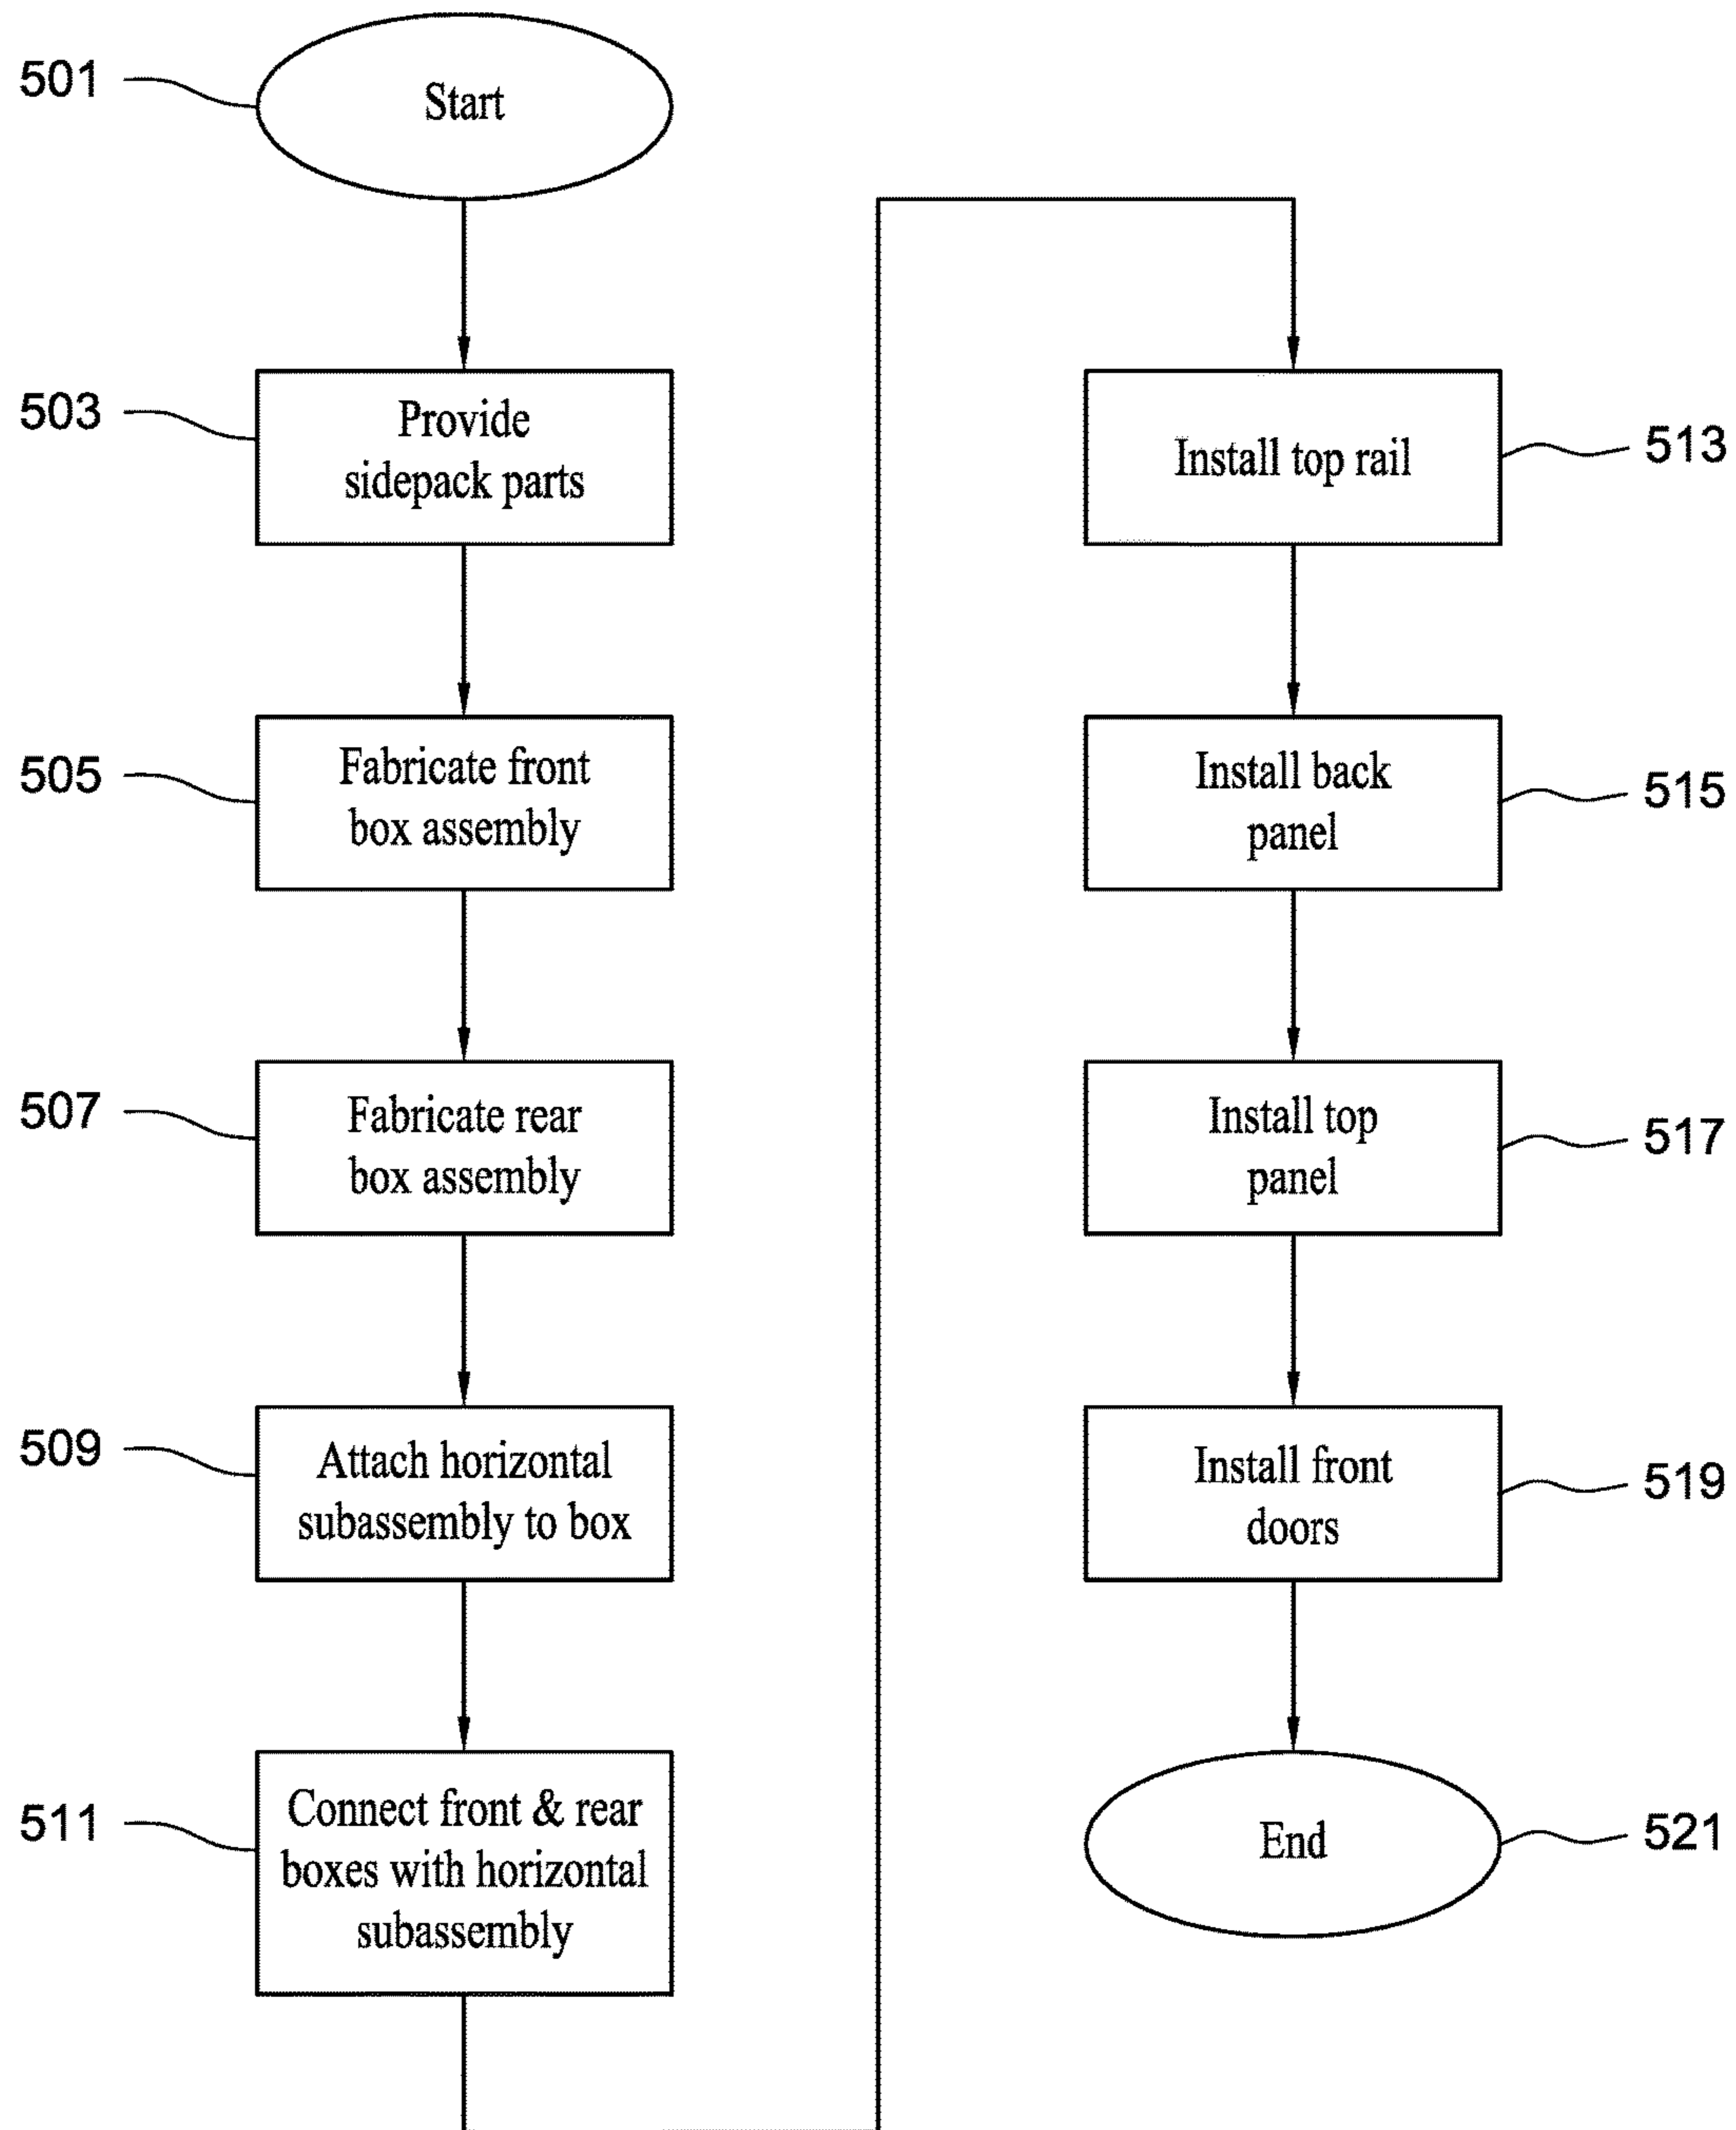 501
Start
503
Provide
sidepack parts
505
Fabricate front
box assembly
507
Fabricate rear
box assembly
509
Attach horizontal
subassembly to box
511
Connect front & rear
boxes with horizontal
subassembly
Install top rail
513
Install back
panel
515
Install top
panel
517
Install front
doors
519
End
521